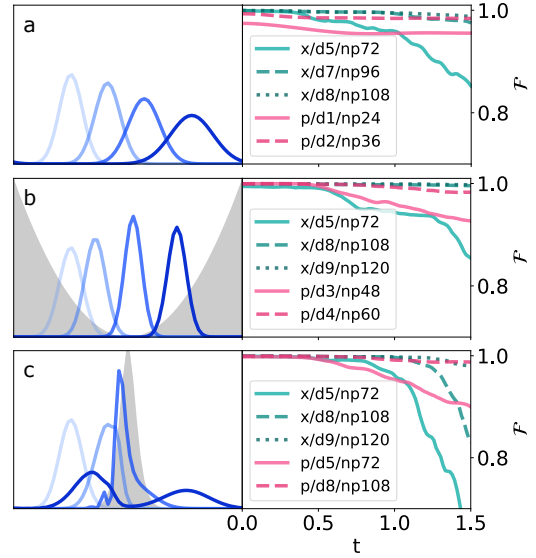 a
x/d5/np72
x/d7/np96
x/d8/np108
p/d1/np24
p/d2/np36
1.0
0.8
ℱ
b
x/d5/np72
x/d8/np108
x/d9/np120
p/d3/np48
p/d4/np60
1.0
0.8
ℱ
c
x/d5/np72
x/d8/np108
x/d9/np120
p/d5/np72
p/d8/np108
1.0
0.8
ℱ
0.0 0.5 1.0 1.5
t